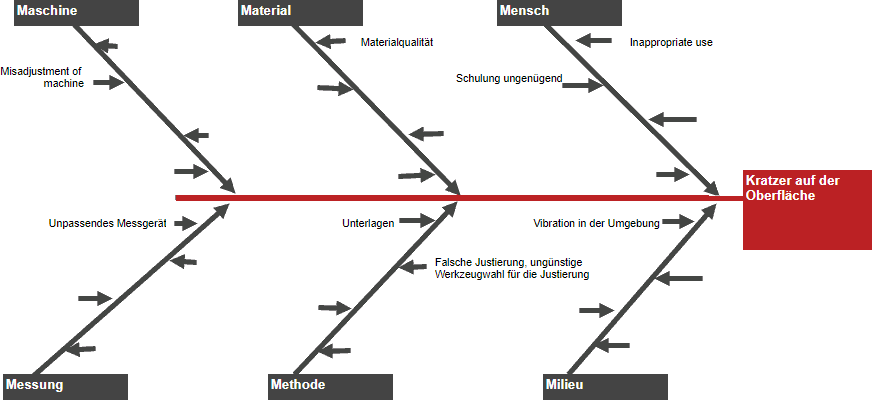 Maschine
Material
Mensch
Materialqualität
Inappropriate use
Misadjustment of
machine
Schulung ungenügend
Kratzer auf der
Oberfläche
Unpassendes Messgerät
Unterlagen
Vibration in der Umgebung
Falsche Justierung, ungünstige
Werkzeugwahl für die Justierung
Messung
Methode
Milieu